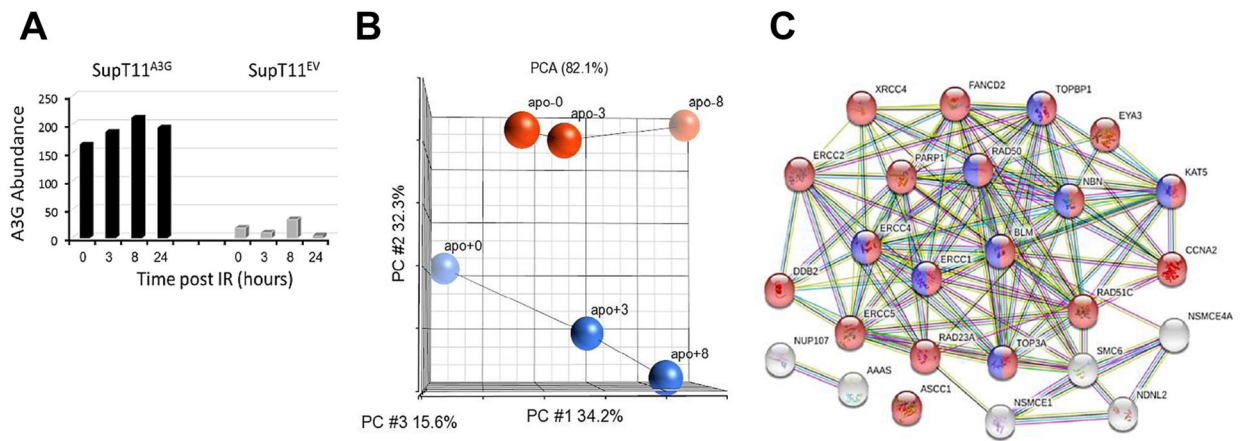 A
SupT11A3G
SupT11EV
A3G Abundance
250
200
150
100
50
0
0 3 8 24 0 3 8 24
Time post IR (hours)
B
PCA (82.1%)
apo-0
apo-3
apo-8
apo+0
apo+3
apo+8
PC #2 32.3%
PC #3 15.6%
PC #1 34.2%
C
XRCC4
FANCD2
TOPBP1
EYA3
ERCC2
PARP1
RAD50
NBN
KAT5
ERCC4
BLM
ERCC1
CCNA2
DDB2
RAD51C
ERCC5
NSMCE4A
RAD23A
TOP3A
SMC6
NUP107
AAAS
ASCC1
NSMCE1
NDNL2